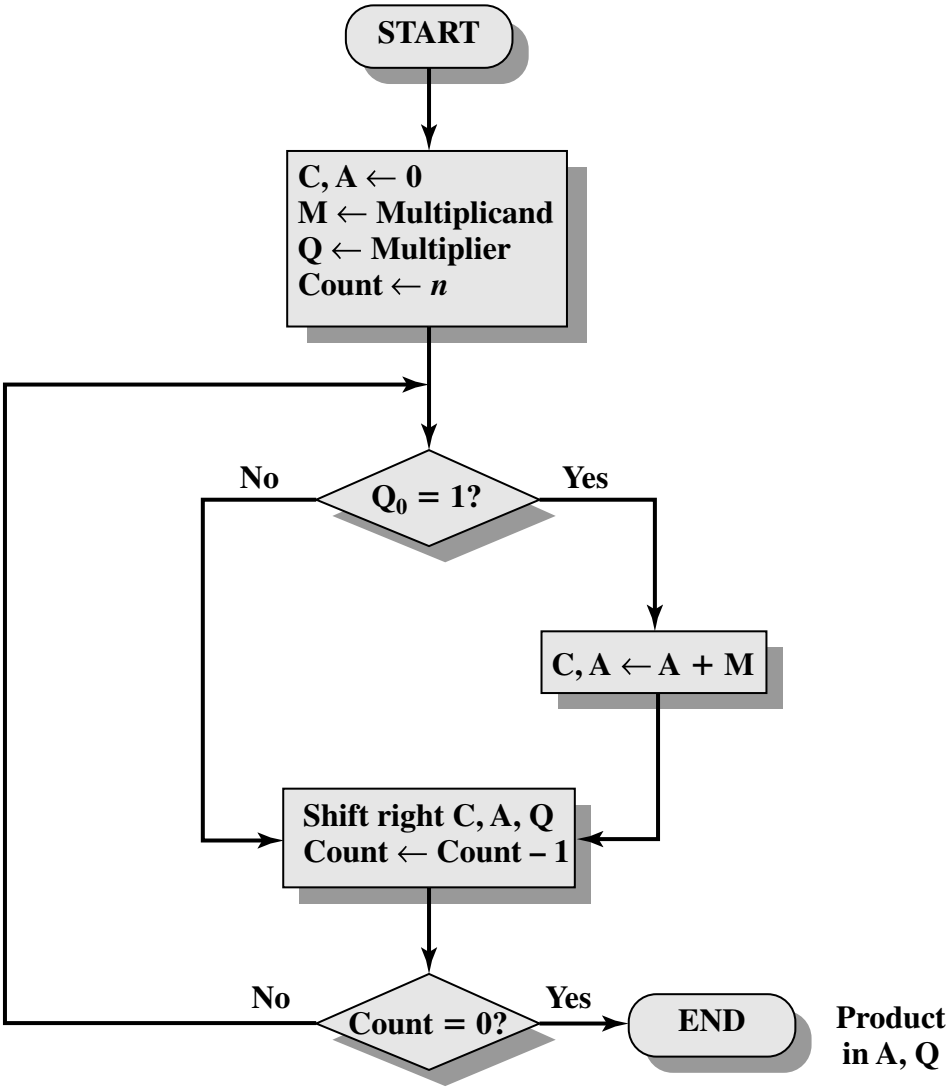 START
C, A ← 0
M ← Multiplicand
Q ← Multiplier
Count ← n
No
Q₀ = 1?
Yes
C, A ← A + M
Shift right C, A, Q
Count ← Count – 1
No
Count = 0?
Yes
END
Product
in A, Q